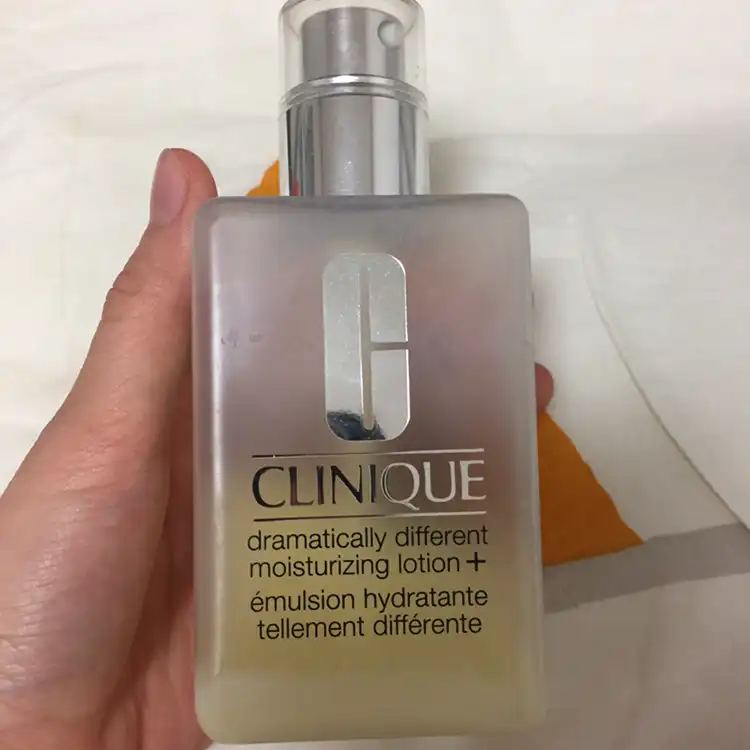 CLINIQUE
dramatically different
moisturizing lotion+
émulsion hydratante
tellement différente